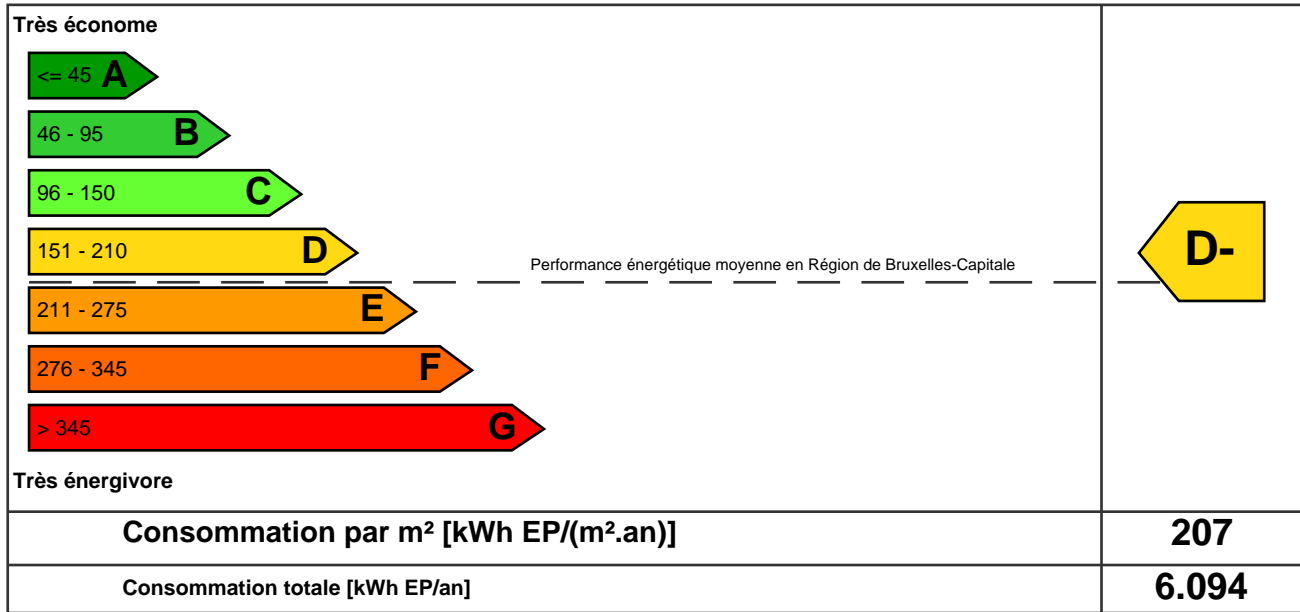 Très économe
<= 45 A
46 - 95 B
96 - 150 C
151 - 210 D
Performance énergétique moyenne en Région de Bruxelles-Capitale
D-
211 - 275 E
276 - 345 F
> 345 G
Très énergivore
Consommation par m² [kWh EP/(m².an)] 207
Consommation totale [kWh EP/an] 6.094